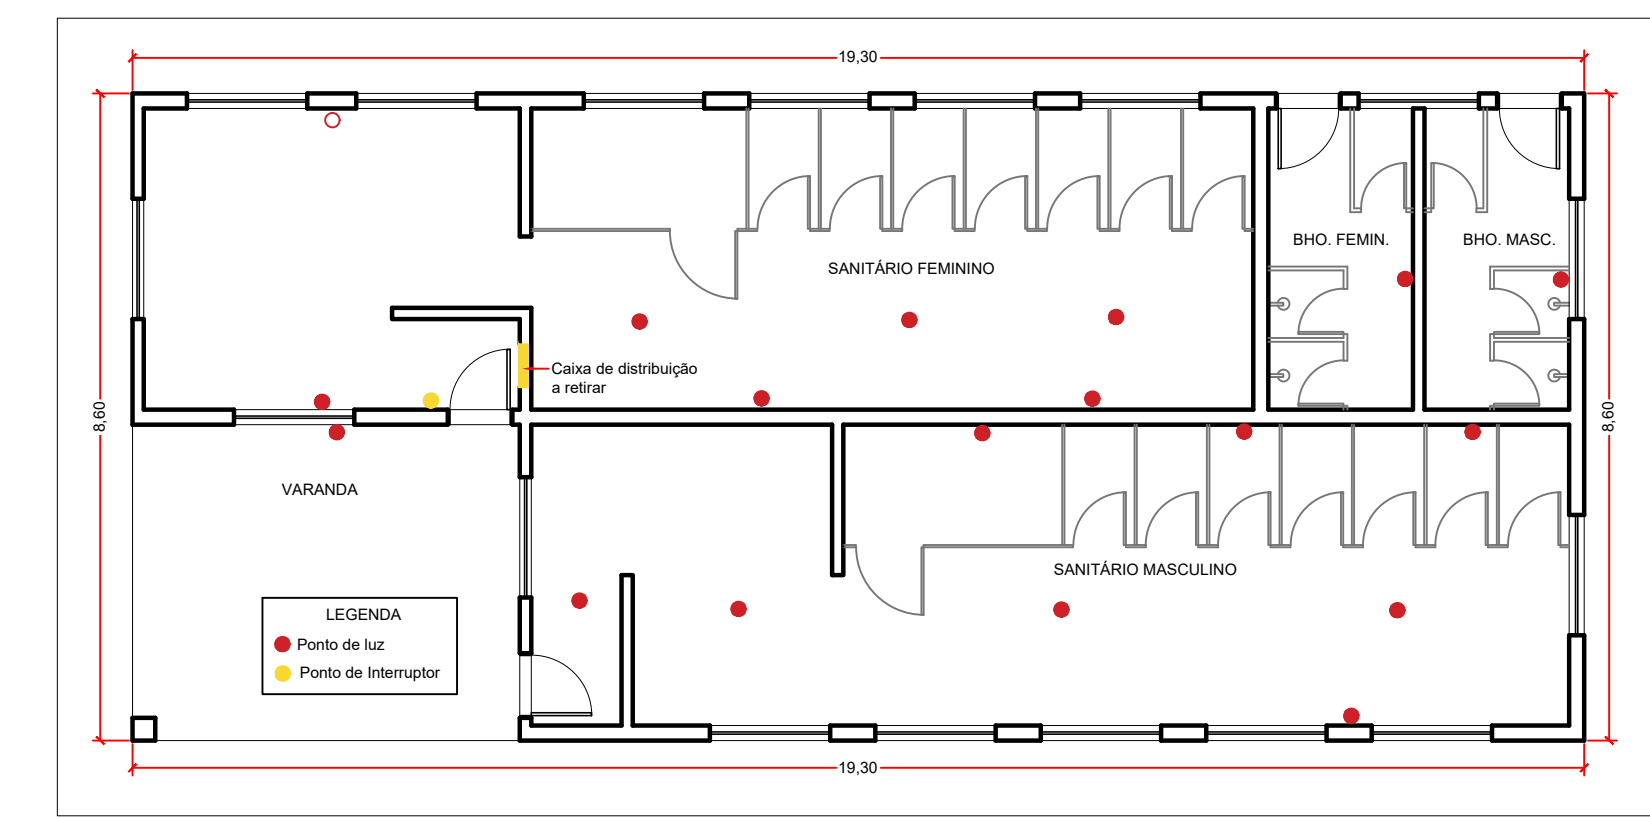 19,30
BHO. FEMIN.
BHO. MASC.
SANITÁRIO FEMININO
Caixa de distribuição
a retirar
8,60
8,60
VARANDA
SANITÁRIO MASCULINO
LEGENDA
Ponto de luz
Ponto de Interruptor
19,30